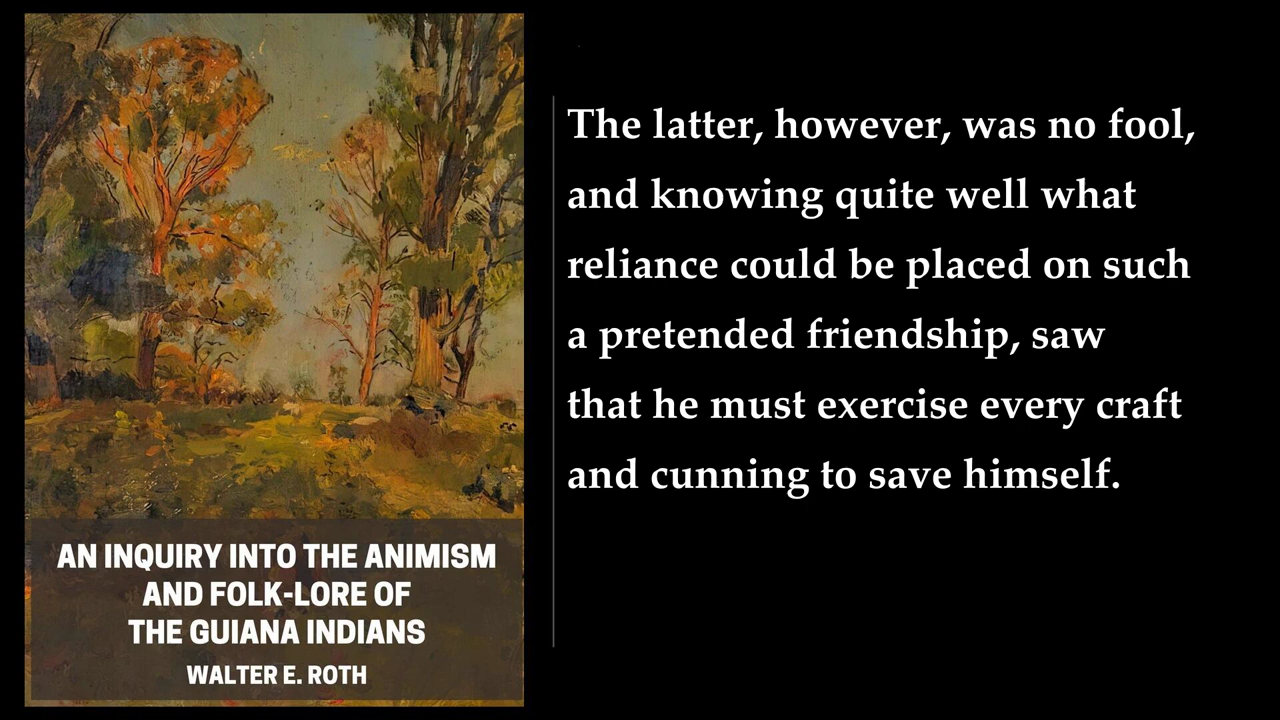 The latter, however, was no fool,
and knowing quite well what
reliance could be placed on such
a pretended friendship, saw
that he must exercise every craft
and cunning to save himself.
AN INQUIRY INTO THE ANIMISM
AND FOLK-LORE OF
THE GUIANA INDIANS
WALTER E. ROTH